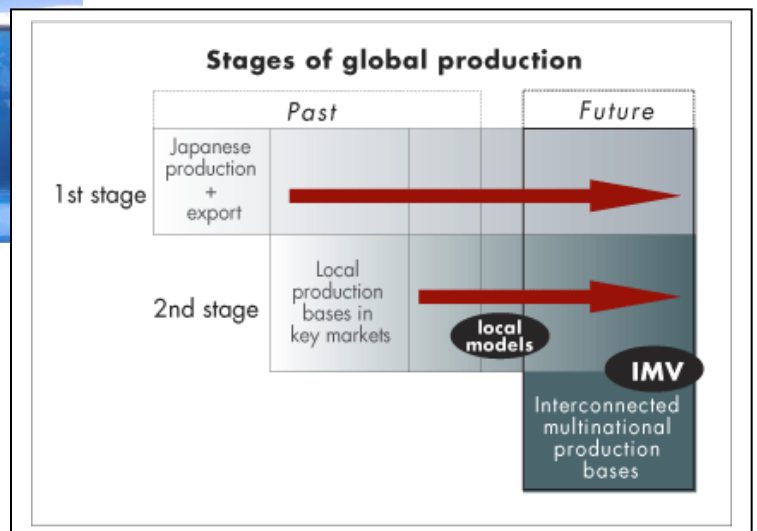 Stages of global production
Past
Future
1st stage
Japanese
production
+
export
2nd stage
Local
production
bases in
key markets
local
models
IMV
Interconnected
multinational
production
bases